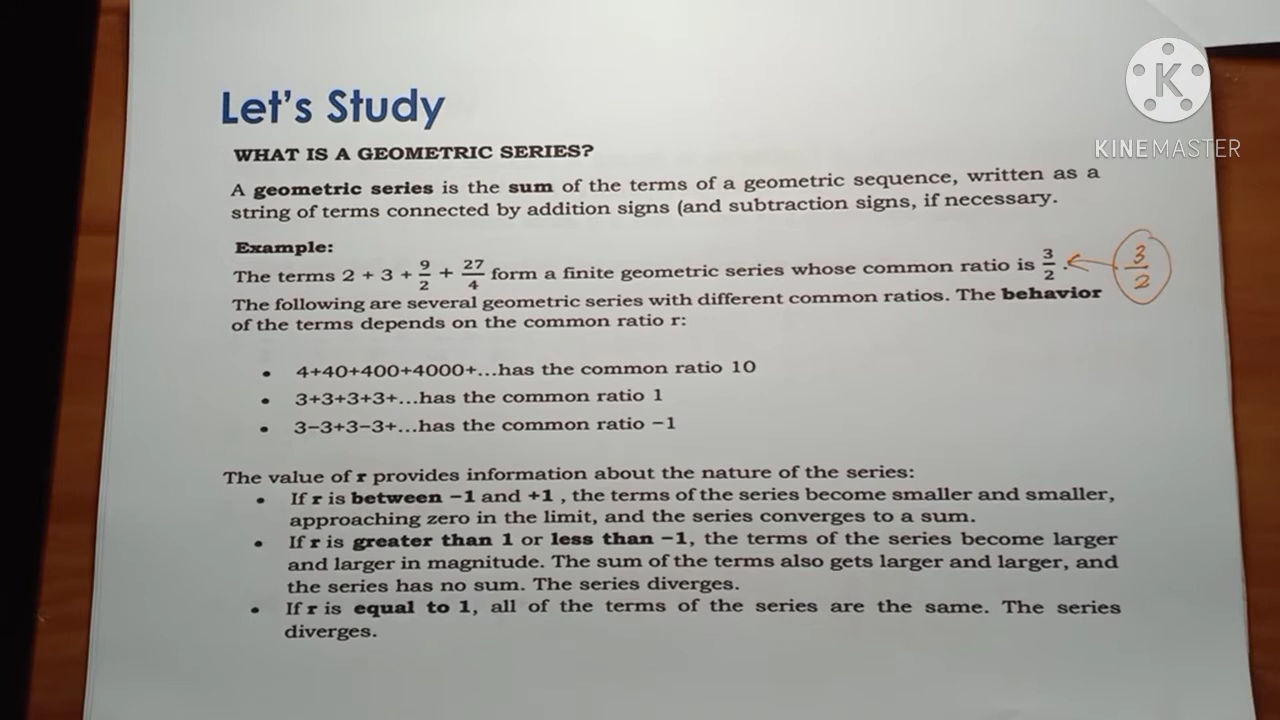 K
KINEMASTER
Let's Study
WHAT IS A GEOMETRIC SERIES?
A geometric series is the sum of the terms of a geometric sequence, written as a
string of terms connected by addition signs (and subtraction signs, if necessary.
Example:
The terms 2 + 3 + 9/2 + 27/4 form a finite geometric series whose common ratio is 3/2 . 3/2
The following are several geometric series with different common ratios. The behavior
of the terms depends on the common ratio r:
• 4+40+400+4000+...has the common ratio 10
• 3+3+3+3+...has the common ratio 1
• 3−3+3−3+...has the common ratio −1
The value of r provides information about the nature of the series:
• If r is between −1 and +1 , the terms of the series become smaller and smaller,
approaching zero in the limit, and the series converges to a sum.
• If r is greater than 1 or less than −1, the terms of the series become larger
and larger in magnitude. The sum of the terms also gets larger and larger, and
the series has no sum. The series diverges.
• If r is equal to 1, all of the terms of the series are the same. The series
diverges.